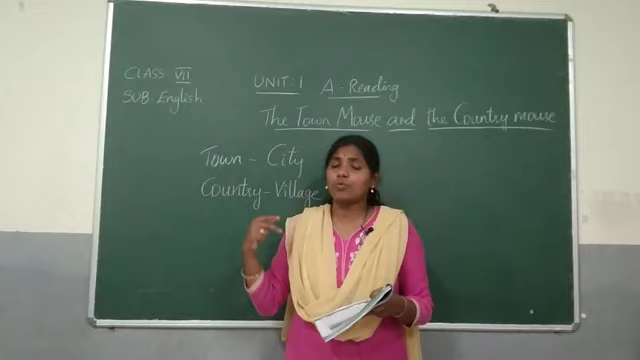 CLASS VII
SUB: English
UNIT: 1 A - Reading
The Town Mouse and the Country mouse
Town - City
Country - Village